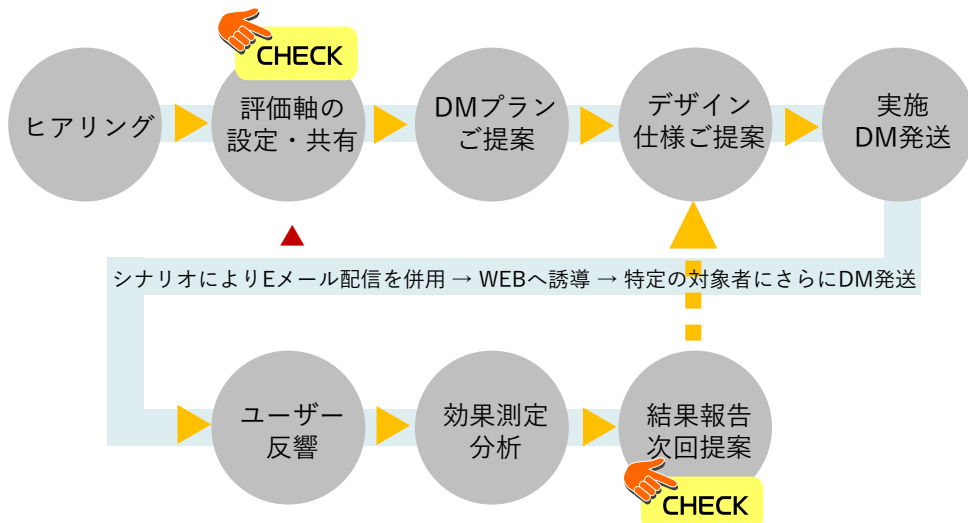 CHECK
ヒアリング
評価軸の
設定・共有
DMプラン
ご提案
デザイン
仕様ご提案
実施
DM発送
シナリオによりEメール配信を併用 → WEBへ誘導 → 特定の対象者にさらにDM発送
ユーザー
反響
効果測定
分析
結果報告
次回提案
CHECK